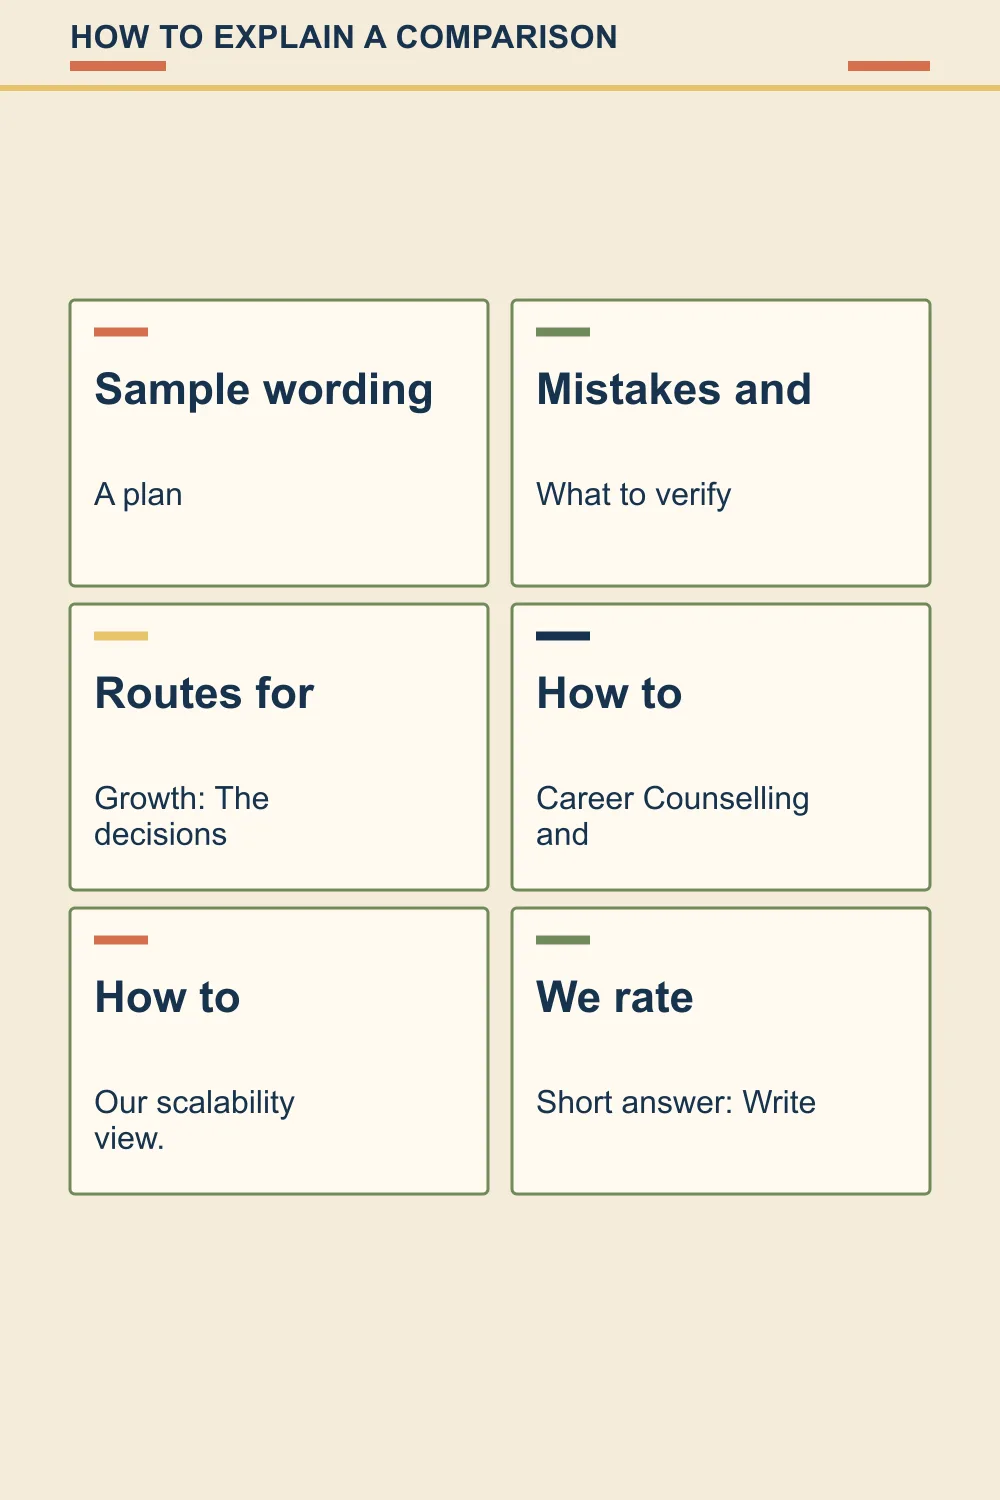 HOW TO EXPLAIN A COMPARISON
Sample wording
A plan
Mistakes and
What to verify
Routes for
Growth: The
decisions
How to
Career Counselling
and
How to
Our scalability
view.
We rate
Short answer: Write